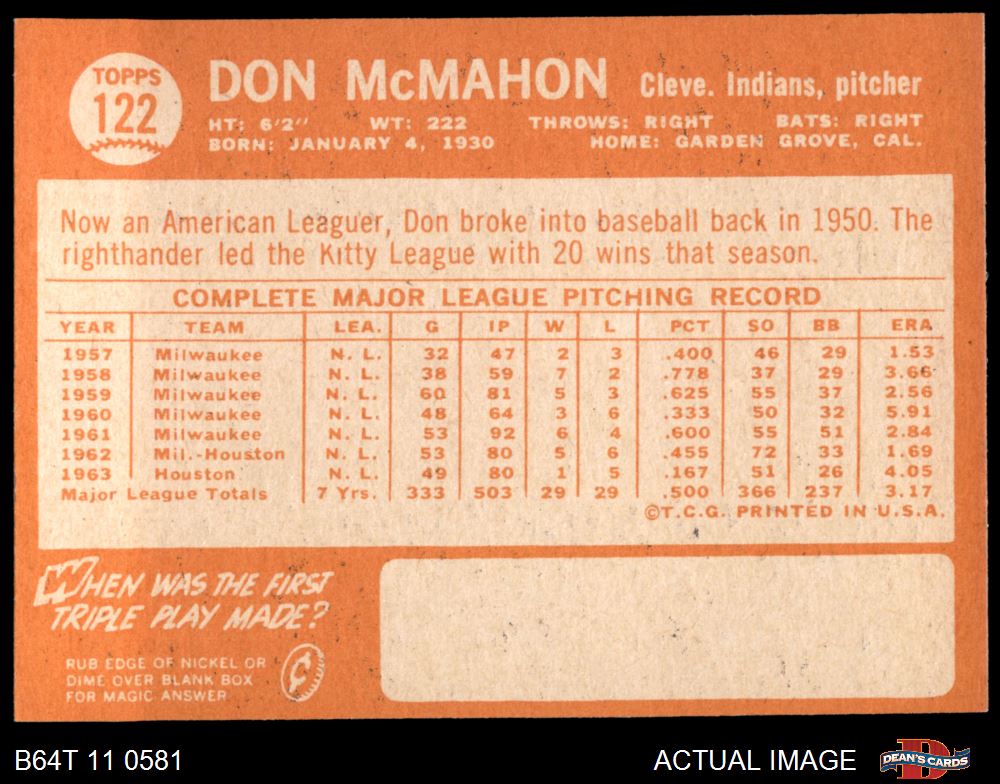 TOPPS
122
DON McMAHON Cleve. Indians, pitcher
HT: 6'2" WT: 222 THROWS: RIGHT BATS: RIGHT
BORN: JANUARY 4, 1930 HOME: GARDEN GROVE, CAL.
Now an American Leaguer, Don broke into baseball back in 1950. The
righthander led the Kitty League with 20 wins that season.
COMPLETE MAJOR LEAGUE PITCHING RECORD
YEAR TEAM LEA. G IP W L PCT SO BB ERA
1957 Milwaukee N. L. 32 47 2 3 .400 46 29 1.53
1958 Milwaukee N. L. 38 59 7 2 .778 37 29 3.66
1959 Milwaukee N. L. 60 81 5 3 .625 55 37 2.56
1960 Milwaukee N. L. 48 64 3 6 .333 50 32 5.91
1961 Milwaukee N. L. 53 92 6 4 .600 55 51 2.84
1962 Mil.-Houston N. L. 53 80 5 6 .455 72 33 1.69
1963 Houston N. L. 49 80 1 5 .167 51 26 4.05
Major League Totals 7 Yrs. 333 503 29 29 .500 366 237 3.17
©T.C.G. PRINTED IN U.S.A.
WHEN WAS THE FIRST
TRIPLE PLAY MADE?
RUB EDGE OF NICKEL OR
DIME OVER BLANK BOX
FOR MAGIC ANSWER
B64T 11 0581 ACTUAL IMAGE DEAN'S CARDS